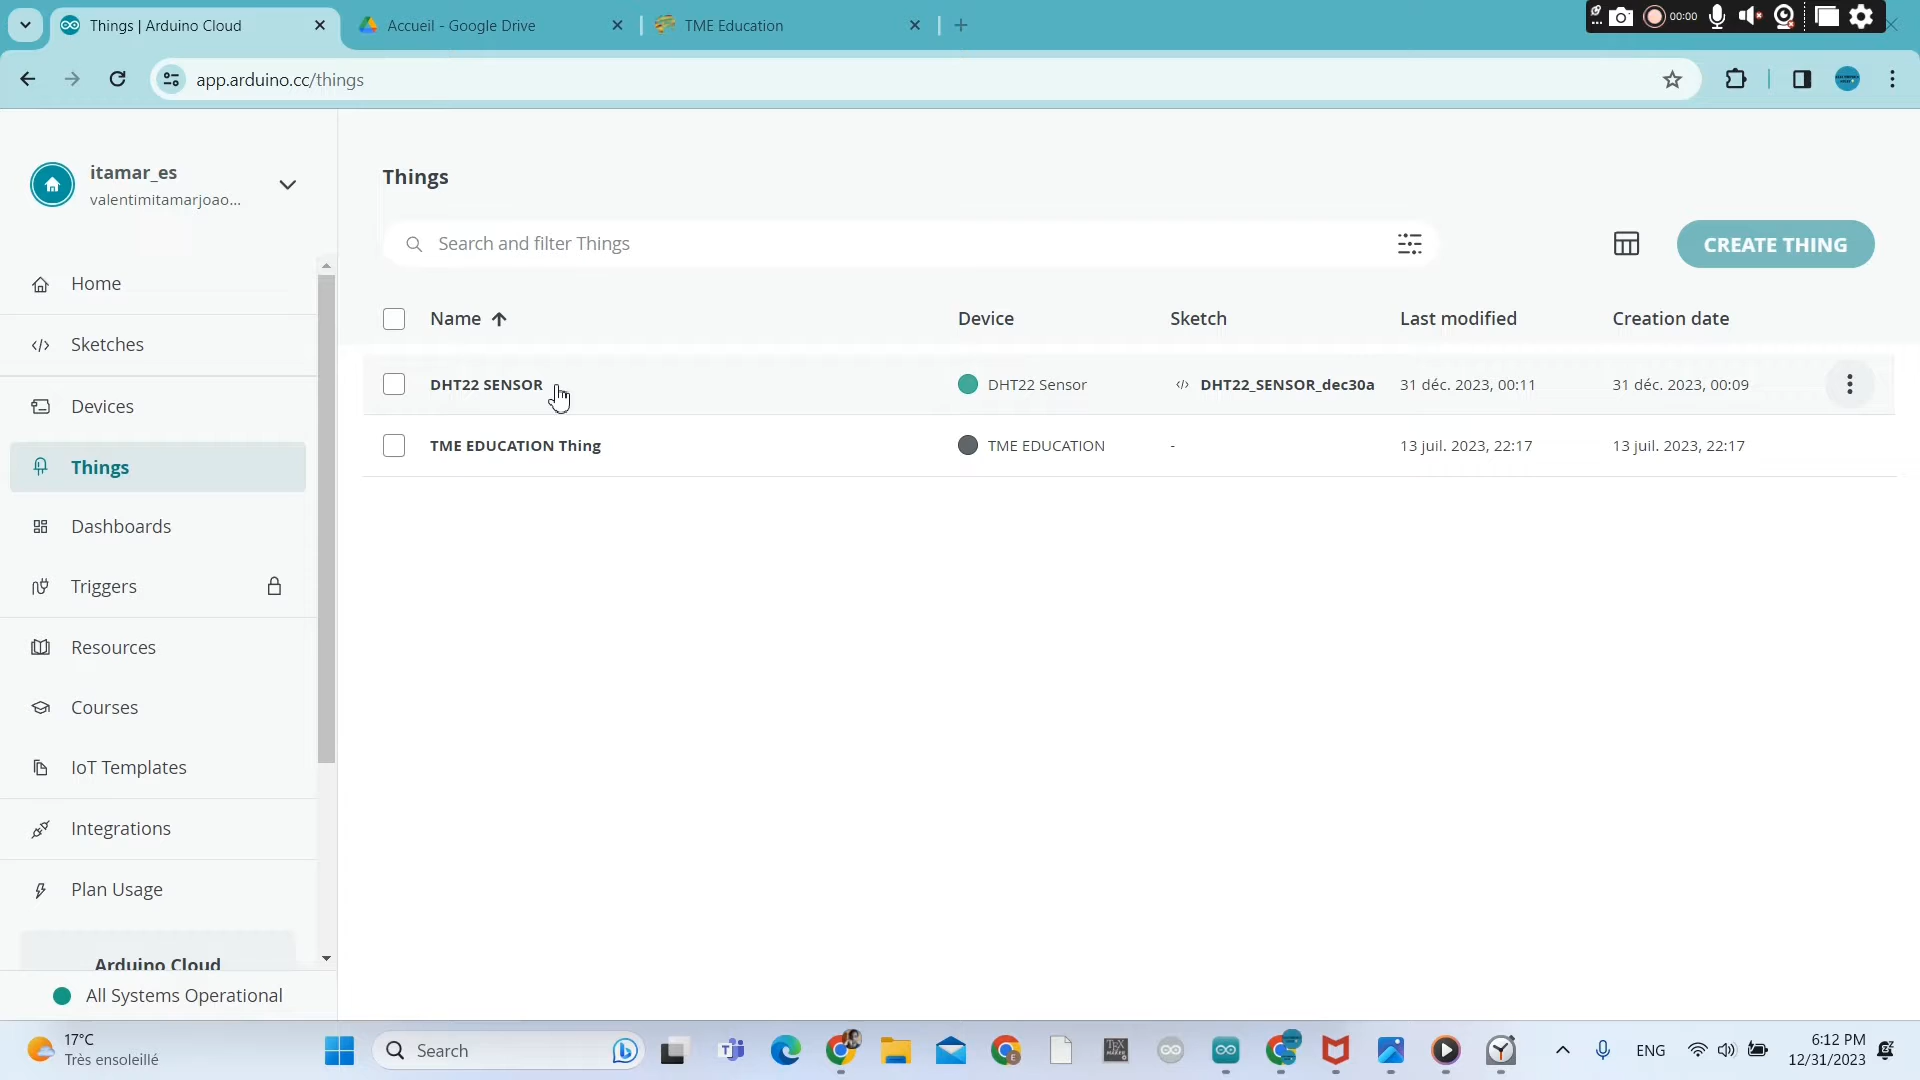 Things | Arduino Cloud
Accueil - Google Drive
TME Education
00:00
app.arduino.cc/things
itamar_es
valentimitamarjoao...
Home
Sketches
Devices
Things
Dashboards
Triggers
Resources
Courses
IoT Templates
Integrations
Plan Usage
Arduino Cloud
All Systems Operational
Things
Search and filter Things
CREATE THING
Name Device Sketch Last modified Creation date
DHT22 SENSOR DHT22 Sensor </> DHT22_SENSOR_dec30a 31 déc. 2023, 00:11 31 déc. 2023, 00:09
TME EDUCATION Thing TME EDUCATION - 13 juil. 2023, 22:17 13 juil. 2023, 22:17
17°C
Très ensoleillé
Search
ENG
6:12 PM
12/31/2023